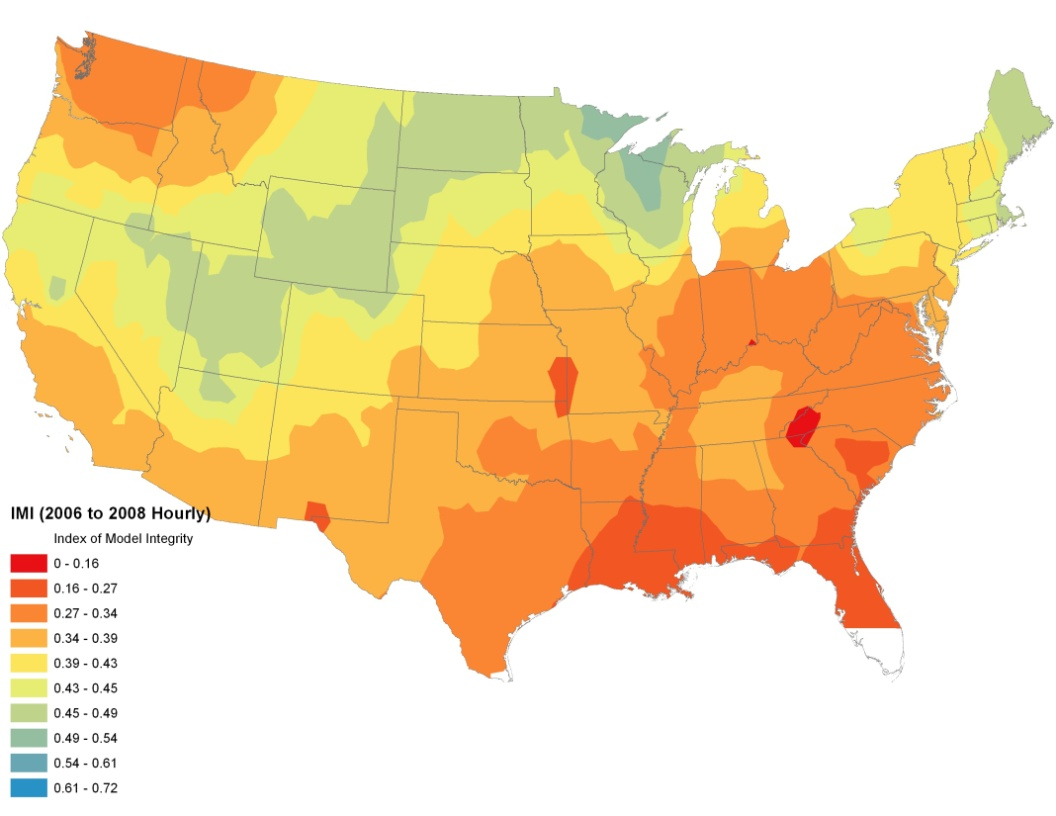 IMI (2006 to 2008 Hourly)
Index of Model Integrity
0 - 0.16
0.16 - 0.27
0.27 - 0.34
0.34 - 0.39
0.39 - 0.43
0.43 - 0.45
0.45 - 0.49
0.49 - 0.54
0.54 - 0.61
0.61 - 0.72